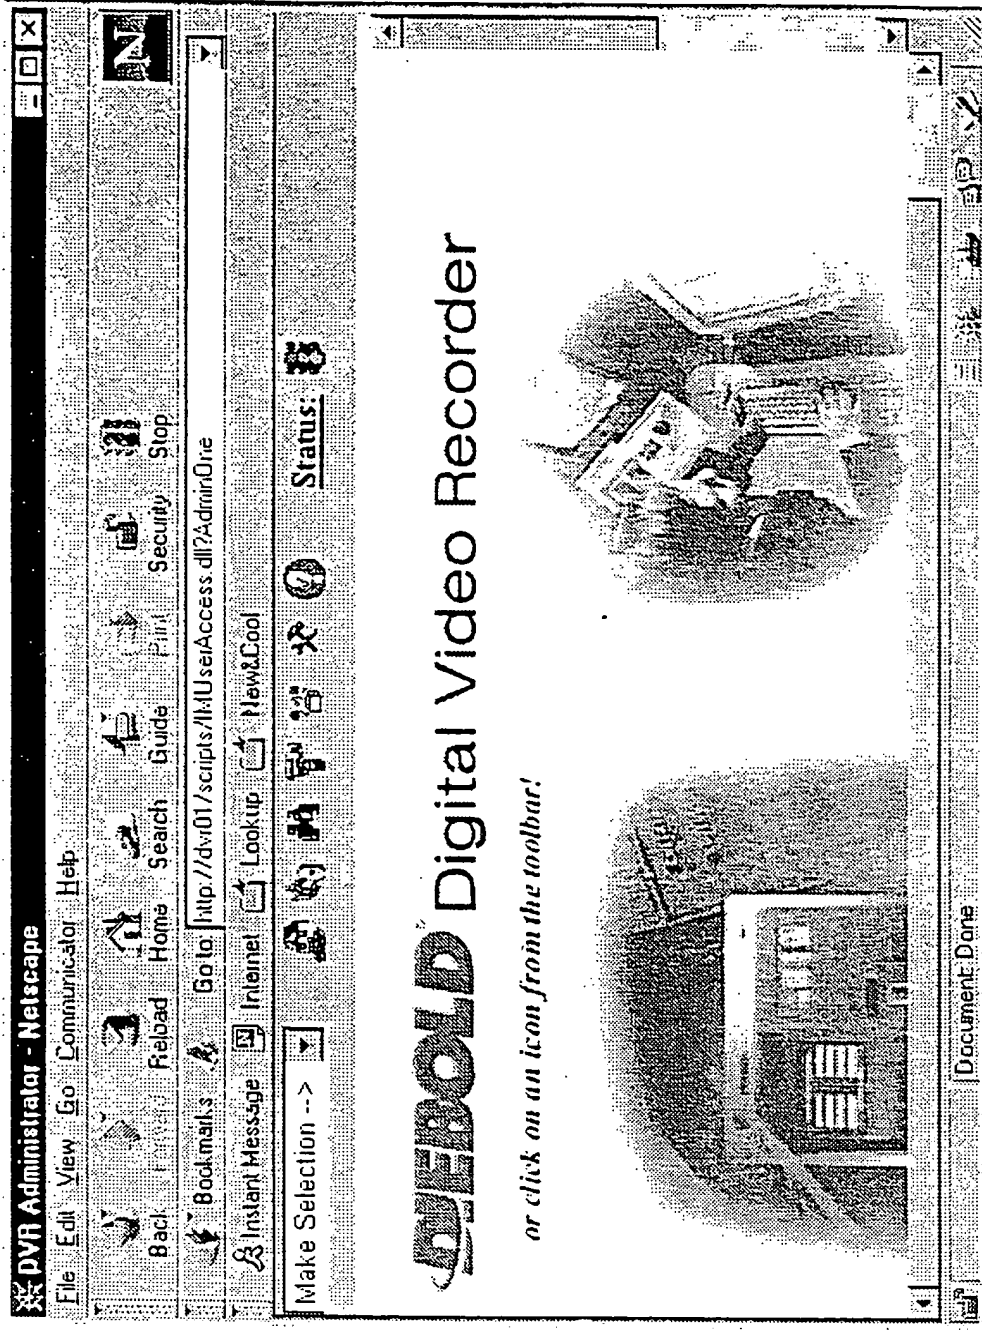 DVR Administrator - Netscape
File Edit View Go Communicator Help
Back Forward Reload Home Search Guide Print Security Stop
Bookmarks Go to: http://dvr01/scripts/IMUserAccess.dll?AdminOne
Instant Message Internet Lookup New&Cool
Make Selection --> Status:
DIEBOLD Digital Video Recorder
or click on an icon from the toolbar!
Document: Done